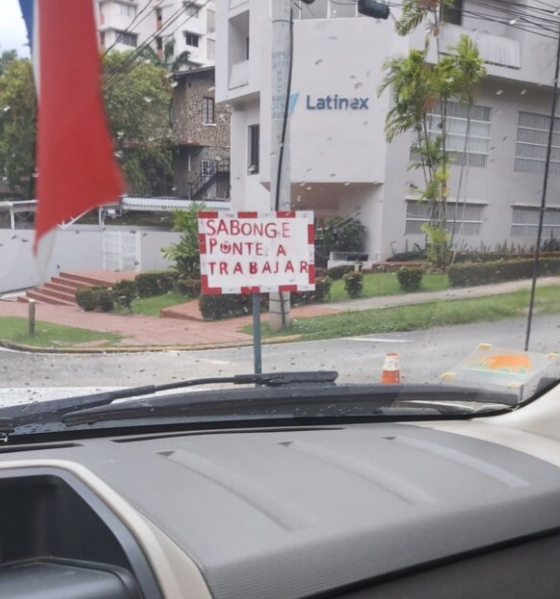 Latinex
SABONGE
PONTE A
TRABAJAR